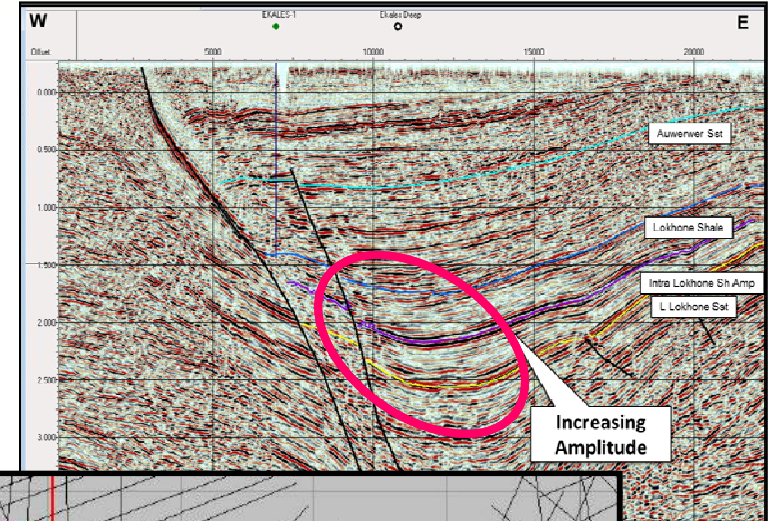 W
E
EKALES-1
Ekales Deep
Offset
5000
10000
15000
20000
0.000
0.500
1.000
1.500
2.000
2.500
3.000
Auwerwer Sst
Lokhone Shale
Intra Lokhone Sh Amp
L Lokhone Sst
Increasing
Amplitude